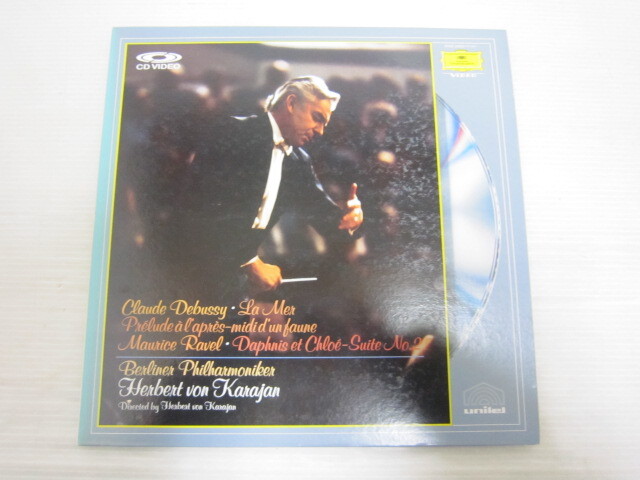 CD VIDEO
Claude Debussy · La Mer
Prélude à l'après-midi d'un faune
Maurice Ravel · Daphnis et Chloé-Suite No.2
Berliner Philharmoniker
Herbert von Karajan
Directed by Herbert von Karajan
unitel